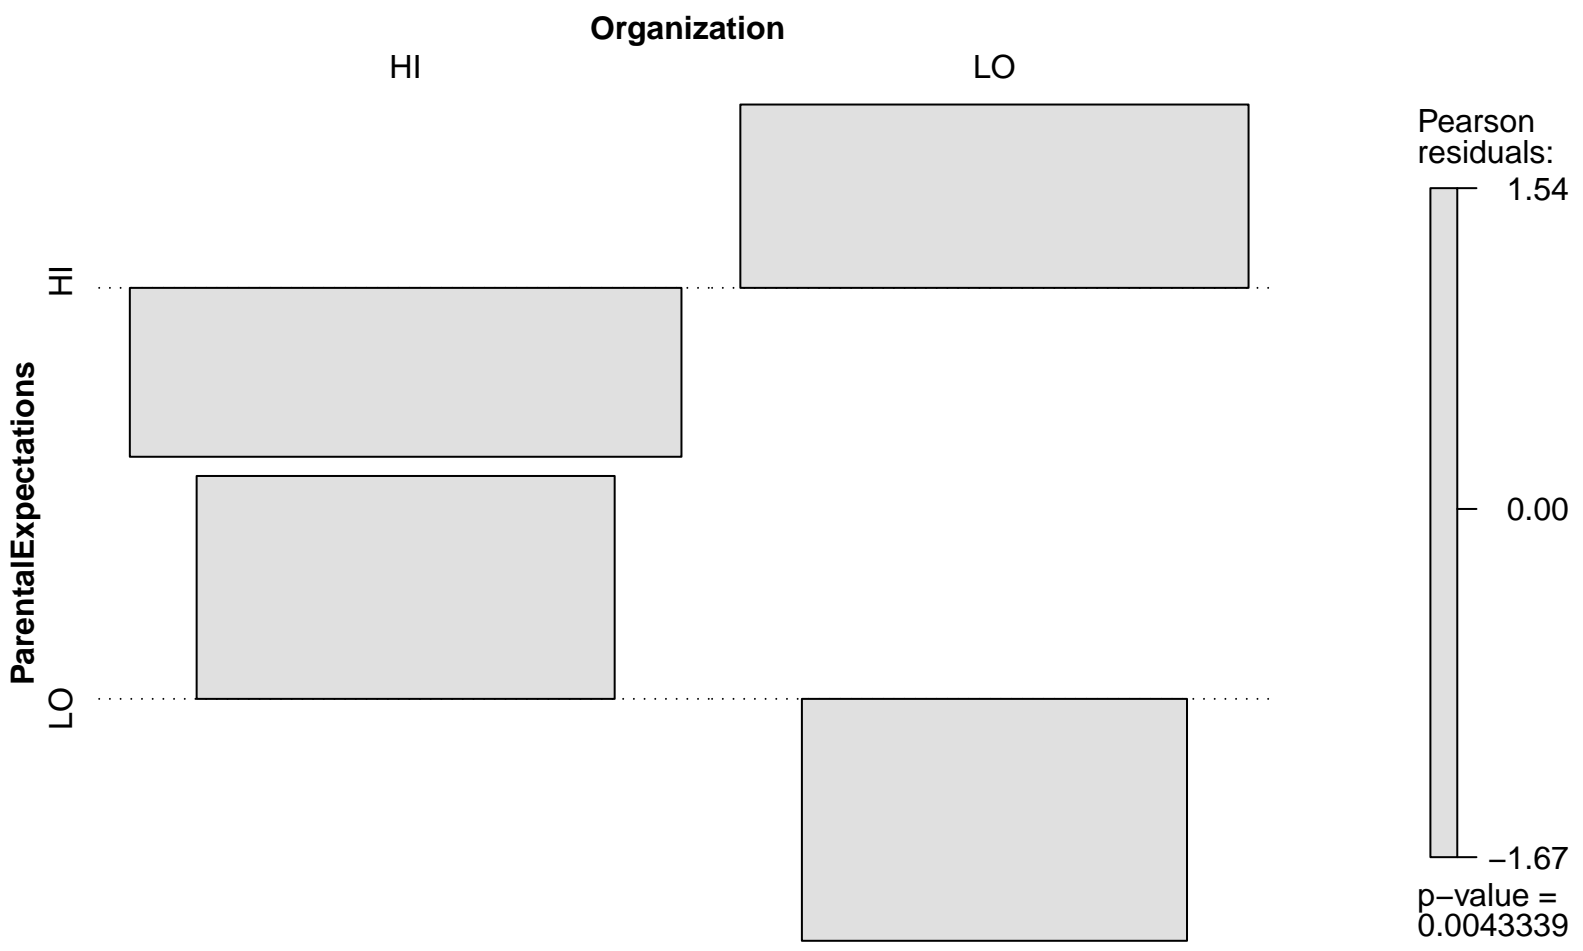 Organization
HI
LO
ParentalExpectations
HI
LO
Pearson
residuals:
1.54
0.00
−1.67
p−value =
0.0043339